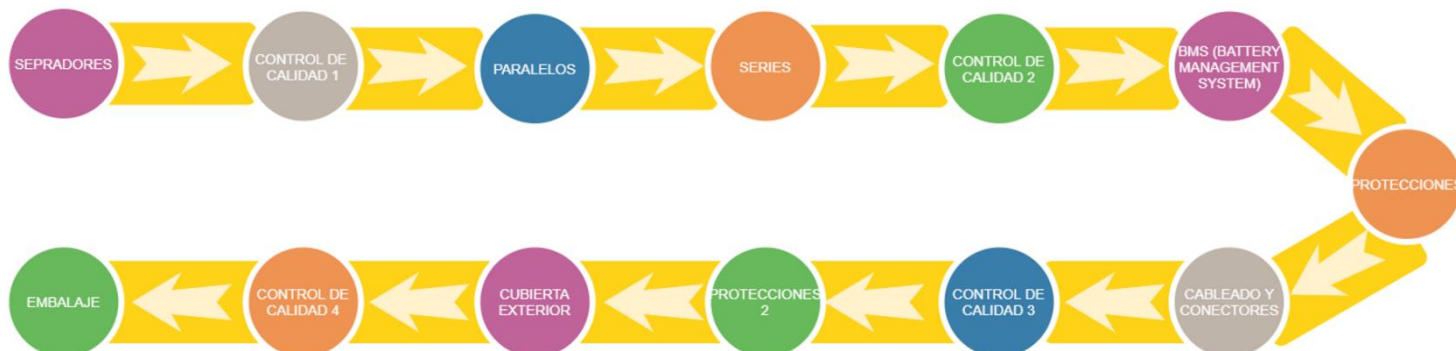 SEPRADORES
CONTROL DE
CALIDAD 1
PARALELOS
SERIES
CONTROL DE
CALIDAD 2
BMS (BATTERY
MANAGEMENT
SYSTEM)
PROTECCIONES
CABLEADO Y
CONECTORES
CONTROL DE
CALIDAD 3
PROTECCIONES
2
CUBIERTA
EXTERIOR
CONTROL DE
CALIDAD 4
EMBALAJE